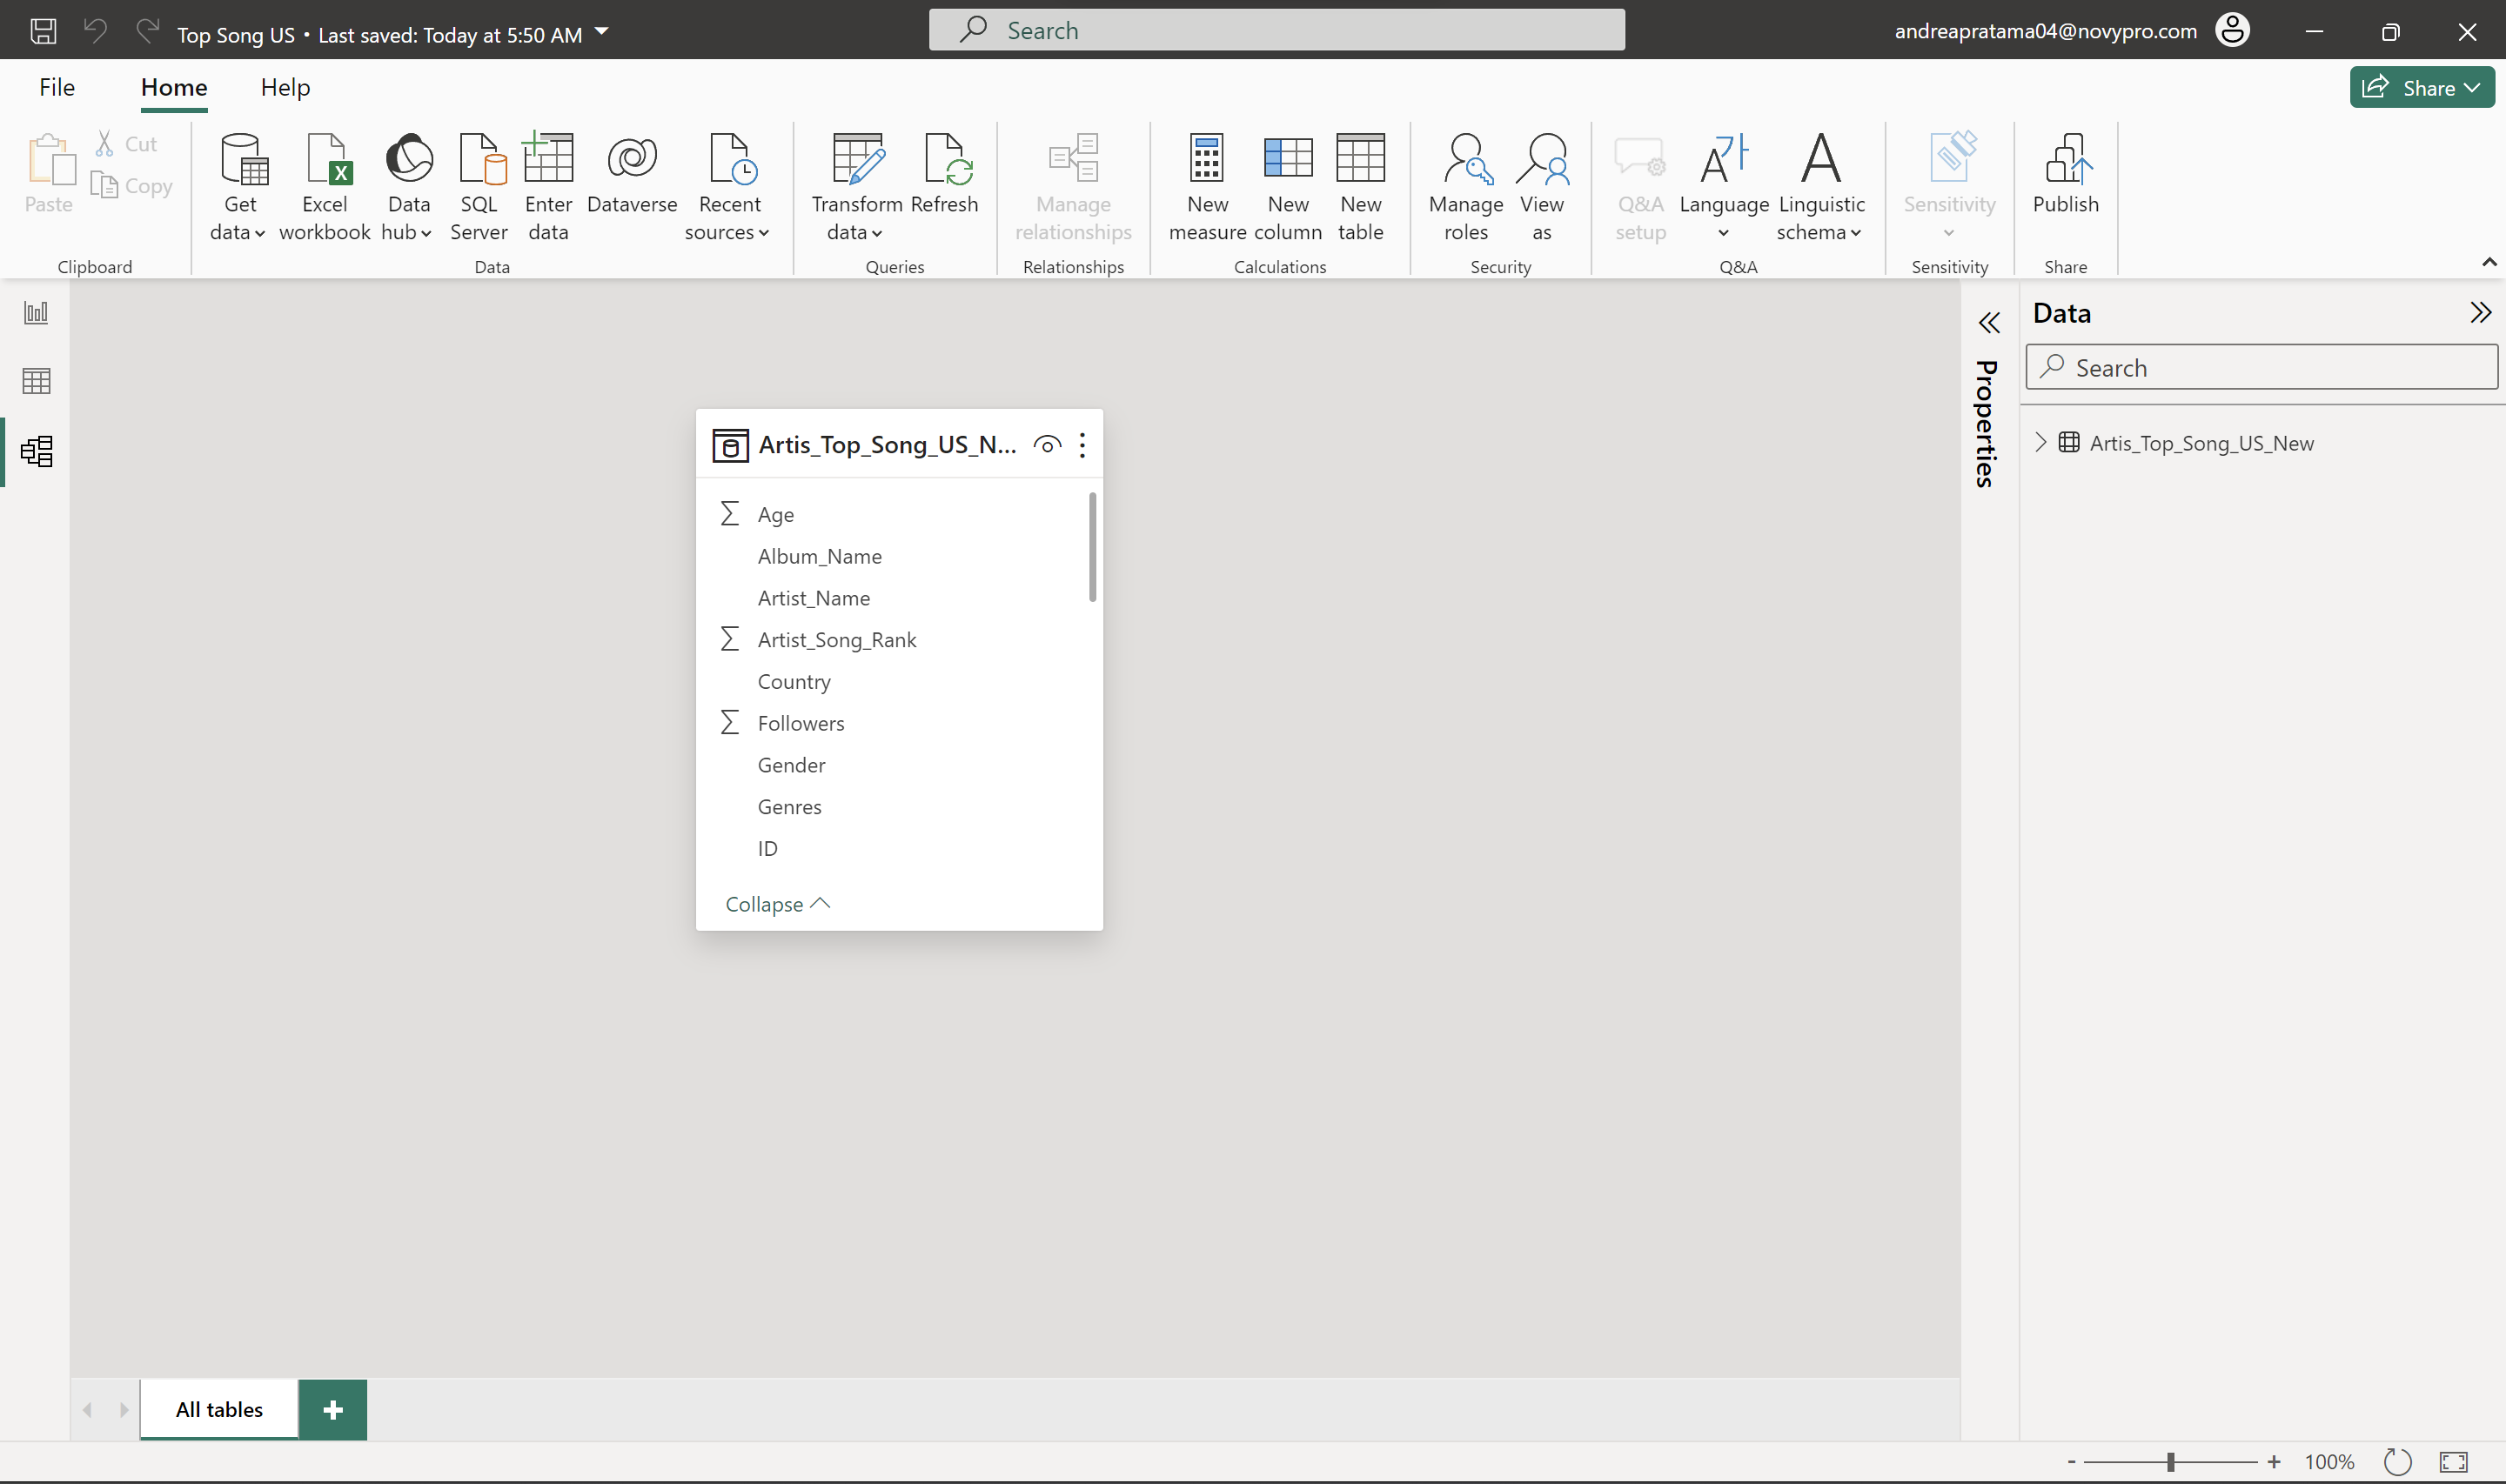 Top Song US • Last saved: Today at 5:50 AM
Search
andreapratama04@novypro.com
File
Home
Help
Share
Paste
Cut
Copy
Clipboard
Get data
Excel workbook
Data hub
SQL Server
Enter data
Dataverse
Recent sources
Data
Transform data
Refresh
Queries
Manage relationships
Relationships
New measure
New column
New table
Calculations
Manage roles
View as
Security
Q&A setup
Language
Linguistic schema
Q&A
Sensitivity
Sensitivity
Publish
Share
Artis_Top_Song_US_N...
Age
Album_Name
Artist_Name
Artist_Song_Rank
Country
Followers
Gender
Genres
ID
Collapse
Properties
Data
Search
Artis_Top_Song_US_New
All tables
+
- + 100%